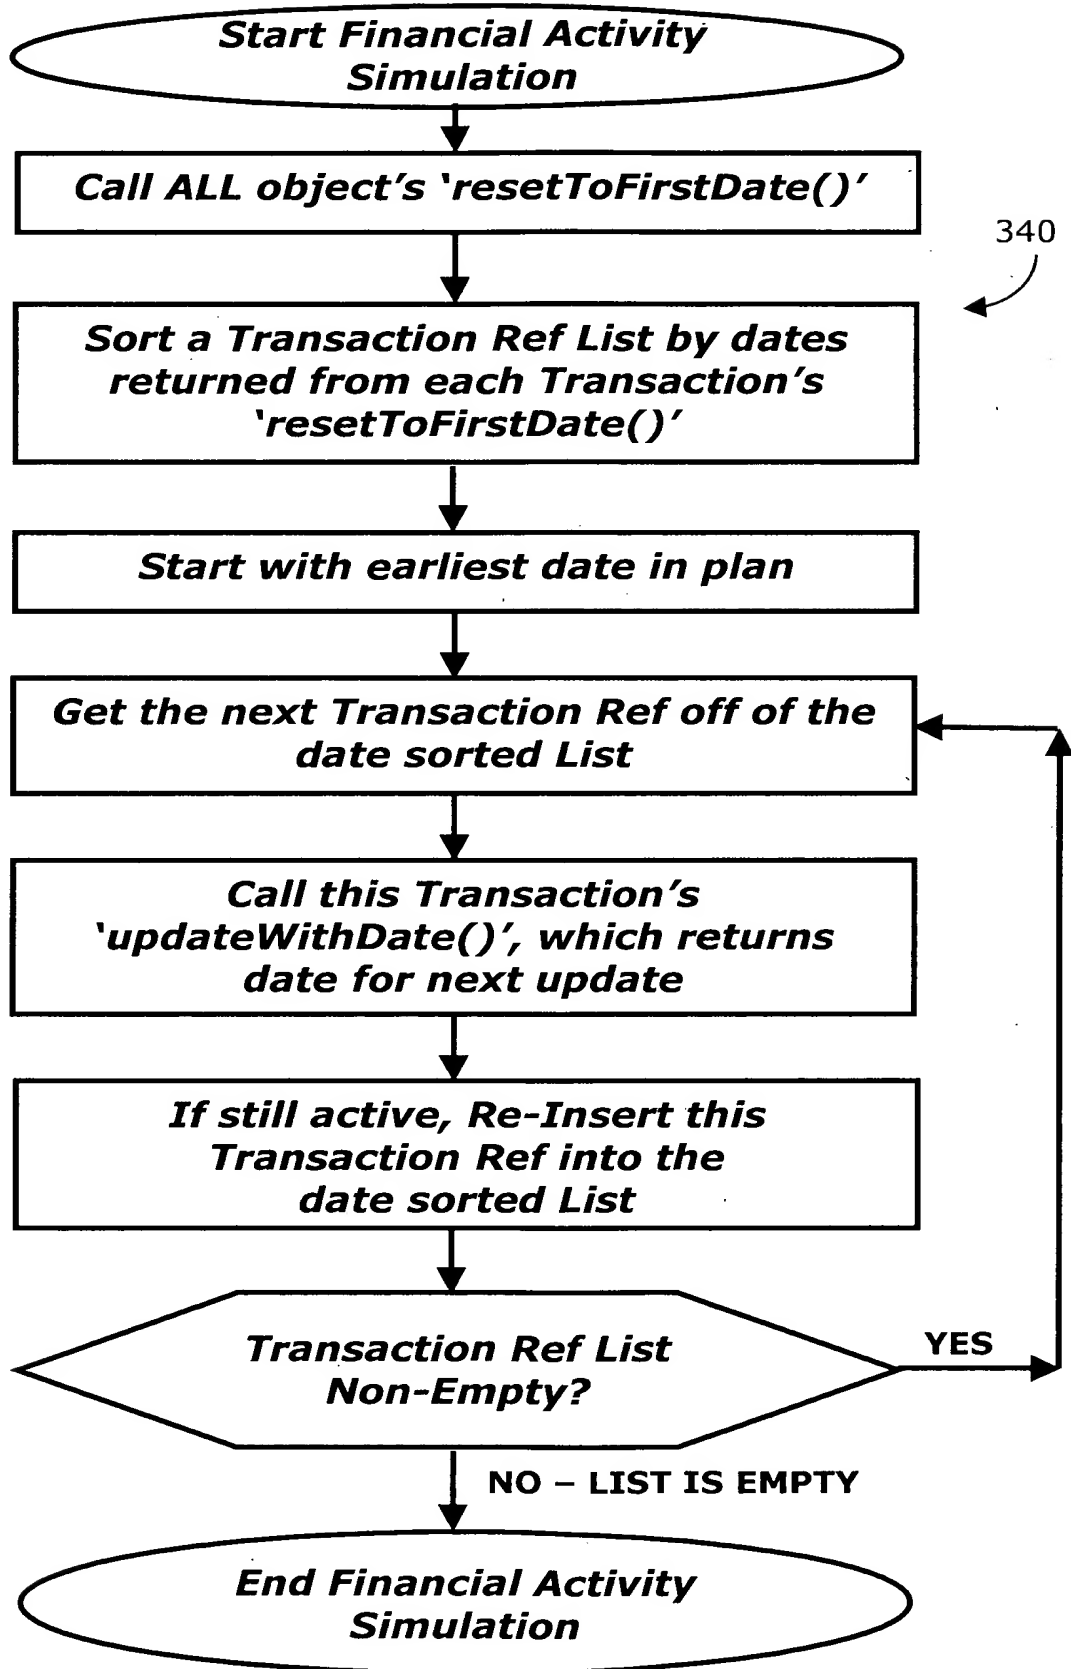 Start Financial Activity
Simulation
Call ALL object's ‘resetToFirstDate()’
340
Sort a Transaction Ref List by dates
returned from each Transaction's
‘resetToFirstDate()’
Start with earliest date in plan
Get the next Transaction Ref off of the
date sorted List
Call this Transaction's
‘updateWithDate()’, which returns
date for next update
If still active, Re-Insert this
Transaction Ref into the
date sorted List
Transaction Ref List
Non-Empty?
YES
NO – LIST IS EMPTY
End Financial Activity
Simulation